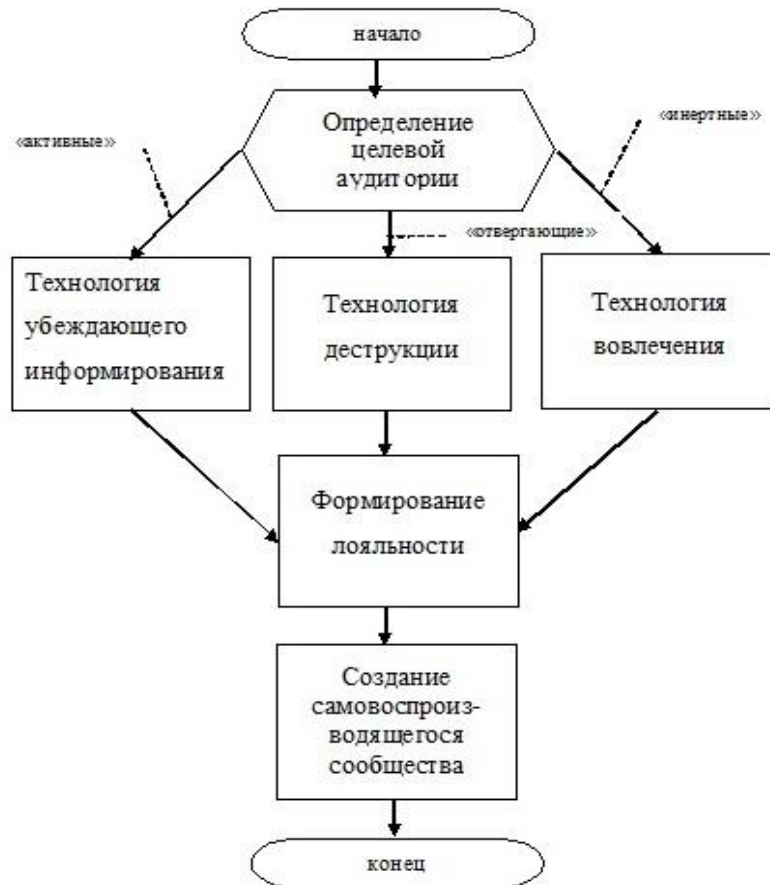 начало
Определение
целевой
аудитории
«активные»
«инертные»
«отвергающие»
Технология
убеждающего
информирования
Технология
деструкции
Технология
вовлечения
Формирование
лояльности
Создание
самовоспроиз-
водящегося
сообщества
конец